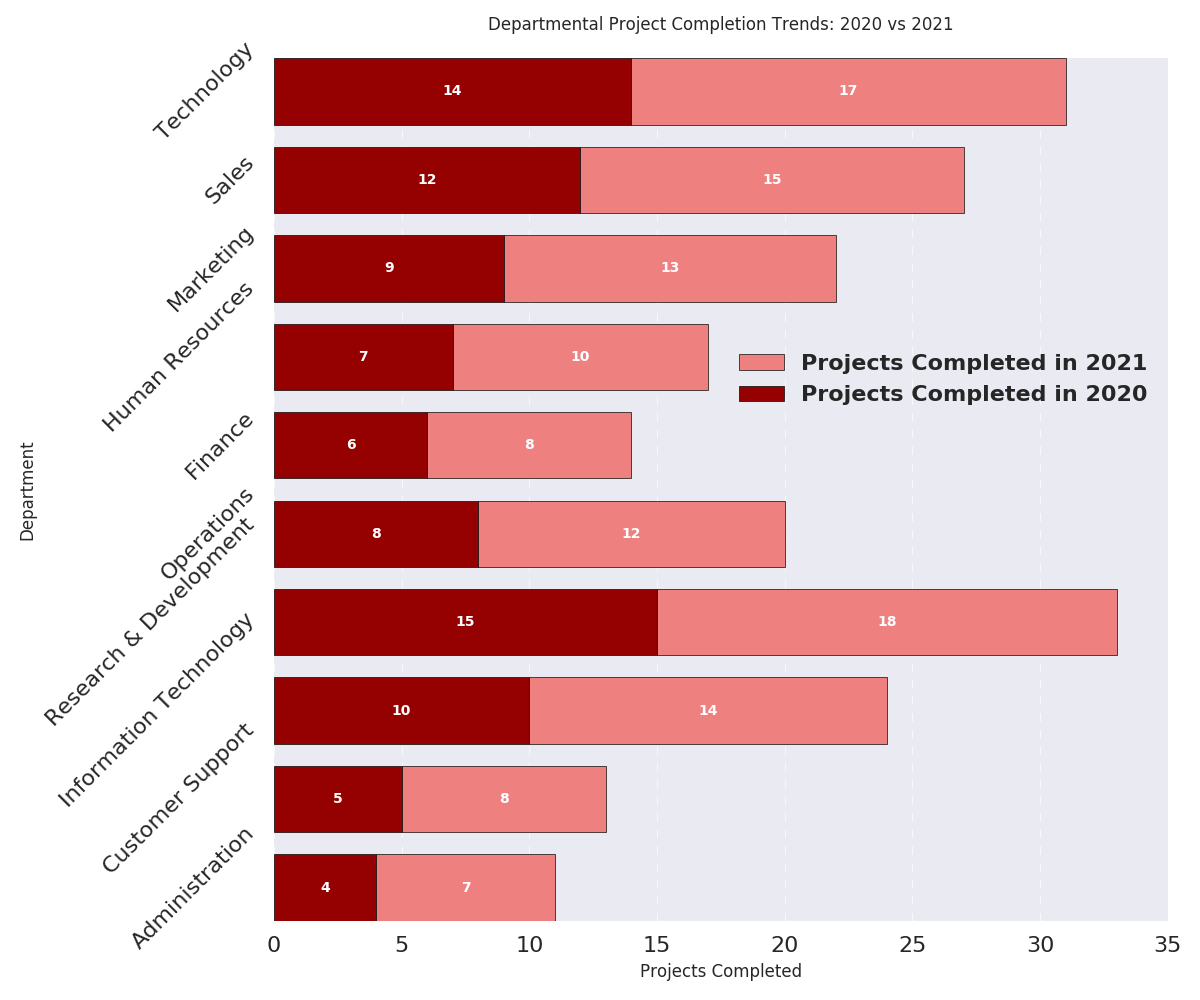 Departmental Project Completion Trends: 2020 vs 2021
Technology
14
17
Sales
12
15
Marketing
9
13
Human Resources
7
10
Projects Completed in 2021
Projects Completed in 2020
Finance
6
8
Department
Operations
8
12
Research & Development
15
18
Information Technology
10
14
Customer Support
5
8
Administration
4
7
0 5 10 15 20 25 30 35
Projects Completed